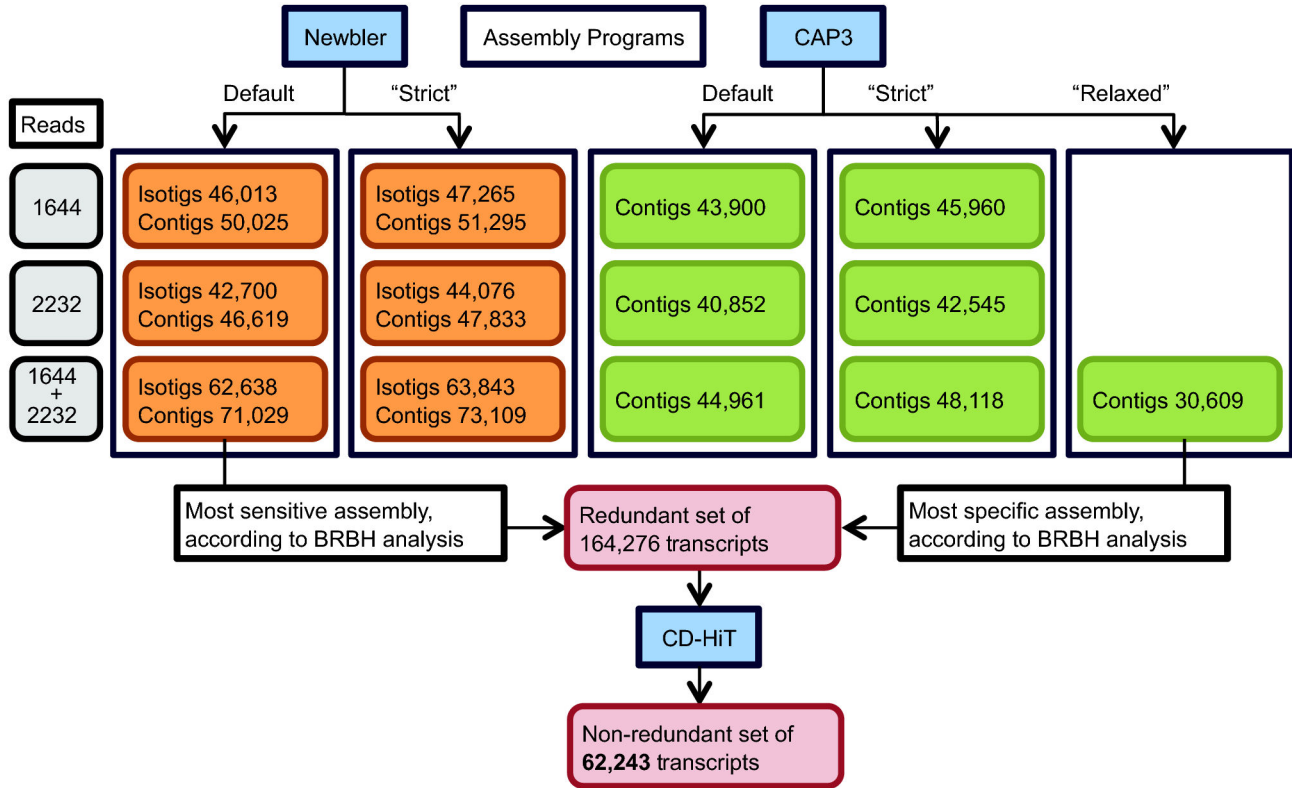 Newbler
Assembly Programs
CAP3
Default
“Strict”
Default
“Strict”
“Relaxed”
Reads
1644
Isotigs 46,013
Contigs 50,025
Isotigs 47,265
Contigs 51,295
Contigs 43,900
Contigs 45,960
2232
Isotigs 42,700
Contigs 46,619
Isotigs 44,076
Contigs 47,833
Contigs 40,852
Contigs 42,545
1644
+
2232
Isotigs 62,638
Contigs 71,029
Isotigs 63,843
Contigs 73,109
Contigs 44,961
Contigs 48,118
Contigs 30,609
Most sensitive assembly,
according to BRBH analysis
Redundant set of
164,276 transcripts
Most specific assembly,
according to BRBH analysis
CD-HiT
Non-redundant set of
62,243 transcripts